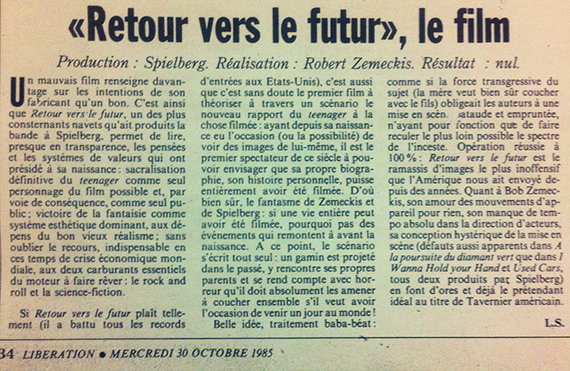 «Retour vers le futur», le film
Production : Spielberg. Réalisation : Robert Zemeckis. Résultat : nul.
Un mauvais film renseigne davan-
tage sur les intentions de son
fabricant qu'un bon. C'est ainsi
que Retour vers le futur, un des plus
consternants navets qu'ait produits la
bande à Spielberg, permet de lire,
presque en transparence, les pensées
et les systèmes de valeurs qui ont
présidé à sa naissance : sacralisation
définitive du teenager comme seul
personnage du film possible et, par
voie de conséquence, comme seul pu-
blic; victoire de la fantaisie comme
système esthétique dominant, aux dé-
pens du bon vieux réalisme; sans
oublier le recours, indispensable en
ces temps de crise économique mon-
diale, aux deux carburants essentiels
du moteur à faire rêver : le rock and
roll et la science-fiction.
Si Retour vers le futur plaît telle-
ment (il a battu tous les records
d'entrées aux Etats-Unis), c'est aussi
que c'est sans doute le premier film à
théoriser à travers un scénario le
nouveau rapport du teenager à la
chose filmée : ayant depuis sa naissan-
ce eu l'occasion (ou la possibilité) de
voir des images de lui-même, il est le
premier spectateur de ce siècle à pou-
voir envisager que sa propre biogra-
phie, son histoire personnelle, puisse
entièrement avoir été filmée. D'où
bien sûr, le fantasme de Zemeckis et
de Spielberg : si une entière peut
avoir été filmée, pourquoi pas des
événements qui remontent à avant la
naissance. A ce point, le scénario
s'écrit tout seul : un gamin est projeté
dans le passé, y rencontre ses propres
parents et se rend compte avec hor-
reur qu'il doit absolument les amener
à coucher ensemble s'il veut avoir
l'occasion de venir un jour au monde !
Belle idée, traitement baba-béat :
comme si la force transgressive du
sujet (la mère veut bien sûr coucher
avec le fils) obligeait les auteurs à une
mise en scène. pataude et empruntée,
n'ayant pour fonction que de faire
reculer le plus loin possible le spectre
de l'inceste. Opération réussie à
100% : Retour vers le futur est le
ramassis d'images le plus inoffensif
que l'Amérique nous ait envoyé de-
puis des années. Quant à Bob Zemec-
kis, son amour des mouvements d'ap-
pareil pour rien, son manque de tem-
po absolu dans la direction d'acteurs,
sa conception hystérique de la mise en
scène (défauts aussi apparents dans A
la poursuite du diamant vert que dans I
Wanna Hold your Hand et Used Cars,
tous deux produits par Spielberg)
en font d'ores et déjà le prétendant
idéal au titre de Tavernier américain.
L.S.
34 LIBERATION ● MERCREDI 30 OCTOBRE 1985